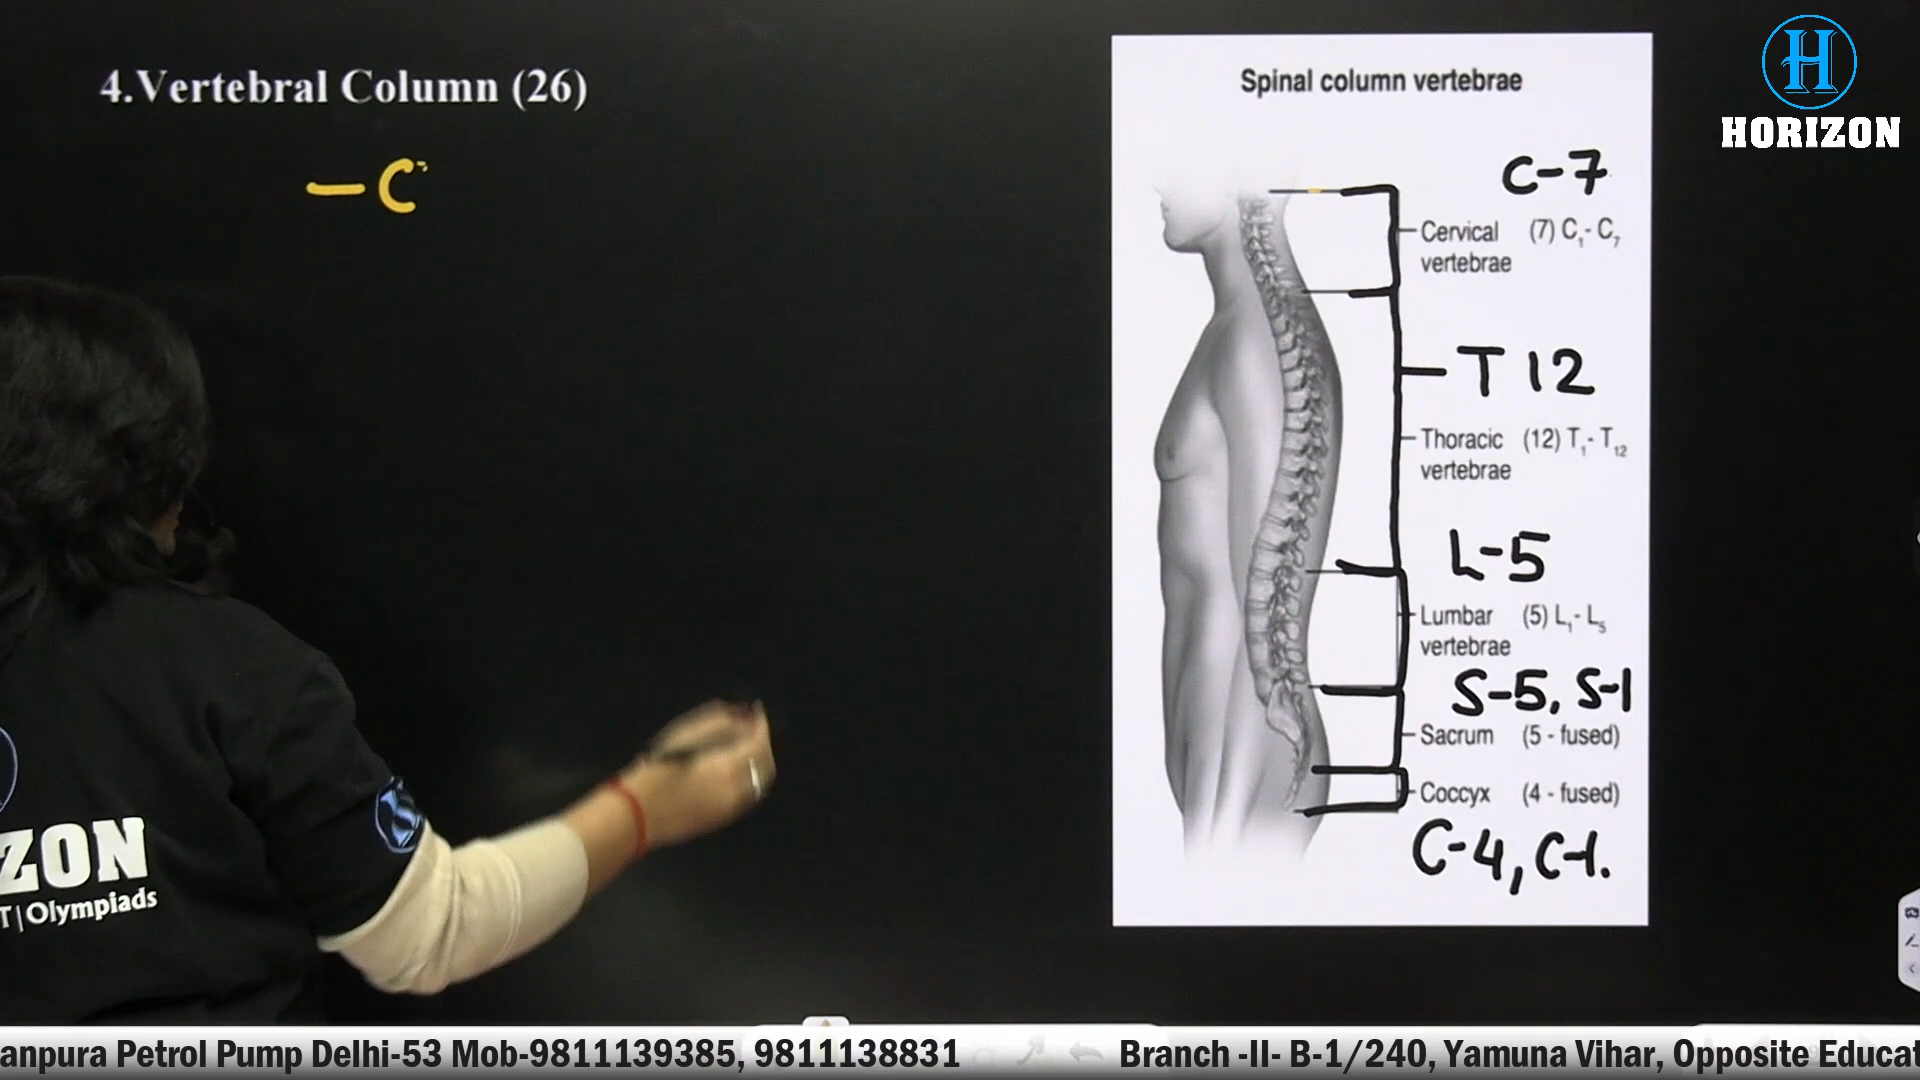 4.Vertebral Column (26)
– C
Spinal column vertebrae
C-7
Cervical (7) C₁- C₇
vertebrae
T 12
Thoracic (12) T₁- T₁₂
vertebrae
L-5
Lumbar (5) L₁- L₅
vertebrae
S-5, S-1
Sacrum (5 - fused)
Coccyx (4 - fused)
C-4, C-1.
H
HORIZON
ZON
T|Olympiads
anpura Petrol Pump Delhi-53 Mob-9811139385, 9811138831
Branch -II- B-1/240, Yamuna Vihar, Opposite Educat